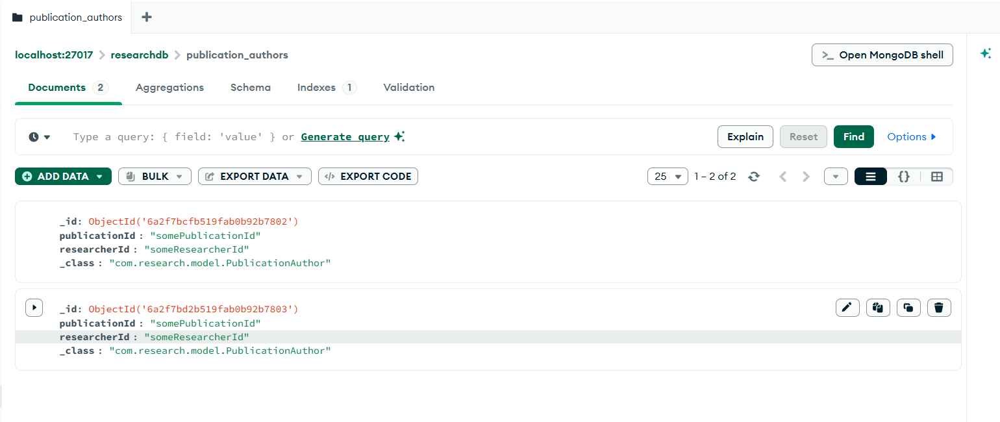 publication_authors
localhost:27017 researchdb publication_authors
Open MongoDB shell
Documents 2 Aggregations Schema Indexes 1 Validation
Type a query: { field: 'value' } or Generate query
Explain Reset Find Options
ADD DATA BULK EXPORT DATA EXPORT CODE
25 1 – 2 of 2
_id: ObjectId('6a2f7bcfb519fab0b92b7802')
publicationId : "somePublicationId"
researcherId : "someResearcherId"
_class : "com.research.model.PublicationAuthor"
_id: ObjectId('6a2f7bd2b519fab0b92b7803')
publicationId : "somePublicationId"
researcherId : "someResearcherId"
_class : "com.research.model.PublicationAuthor"